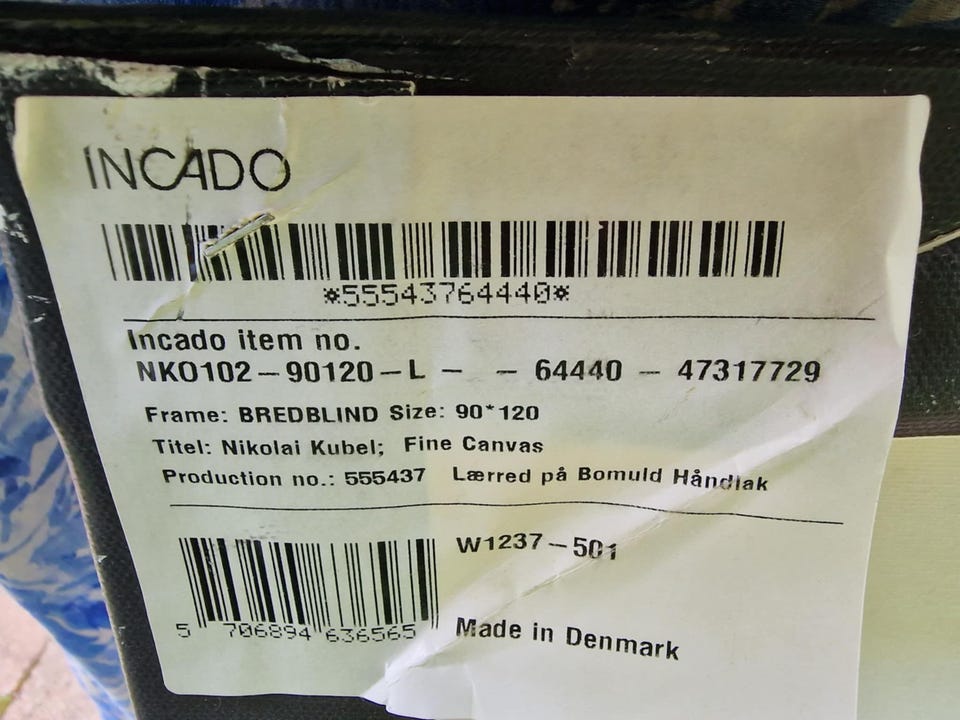 INCADO
*55543764440*
Incado item no.
NKO102-90120-L - - 64440 - 47317729
Frame: BREDBLIND Size: 90*120
Titel: Nikolai Kubel; Fine Canvas
Production no.: 555437 Lærred på Bomuld Håndlak
W1237-501
5 706894 636565
Made in Denmark